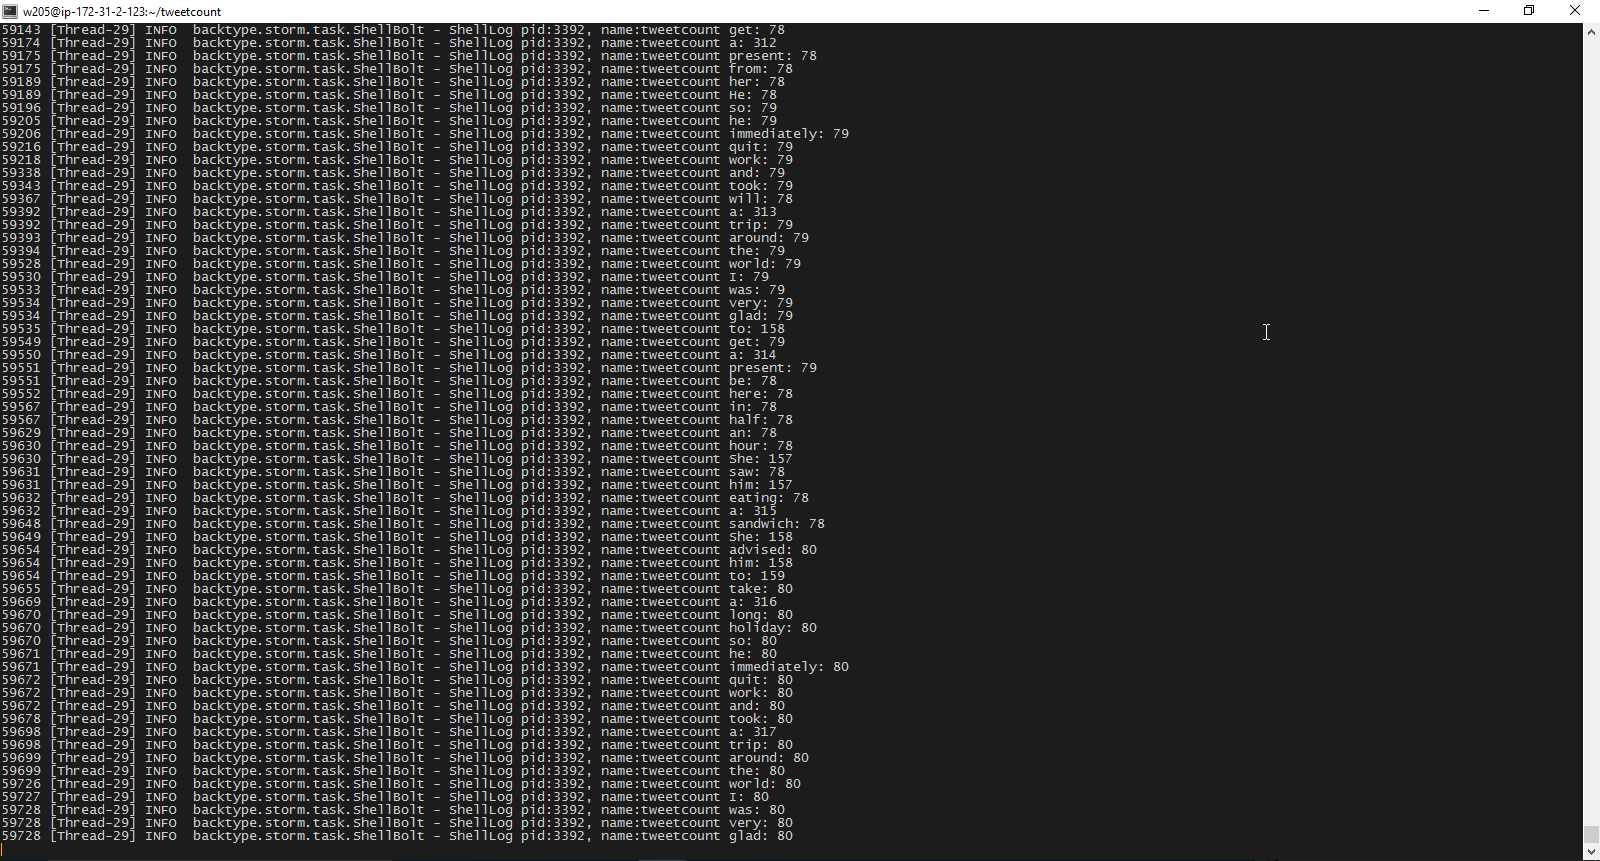 w205@ip-172-31-2-123:~/tweetcount
59143 [Thread-29] INFO  backtype.storm.task.ShellBolt - ShellLog pid:3392, name:tweetcount get: 78
59174 [Thread-29] INFO  backtype.storm.task.ShellBolt - ShellLog pid:3392, name:tweetcount a: 312
59175 [Thread-29] INFO  backtype.storm.task.ShellBolt - ShellLog pid:3392, name:tweetcount present: 78
59175 [Thread-29] INFO  backtype.storm.task.ShellBolt - ShellLog pid:3392, name:tweetcount from: 78
59189 [Thread-29] INFO  backtype.storm.task.ShellBolt - ShellLog pid:3392, name:tweetcount her: 78
59189 [Thread-29] INFO  backtype.storm.task.ShellBolt - ShellLog pid:3392, name:tweetcount He: 78
59196 [Thread-29] INFO  backtype.storm.task.ShellBolt - ShellLog pid:3392, name:tweetcount so: 79
59205 [Thread-29] INFO  backtype.storm.task.ShellBolt - ShellLog pid:3392, name:tweetcount he: 79
59206 [Thread-29] INFO  backtype.storm.task.ShellBolt - ShellLog pid:3392, name:tweetcount immediately: 79
59216 [Thread-29] INFO  backtype.storm.task.ShellBolt - ShellLog pid:3392, name:tweetcount quit: 79
59218 [Thread-29] INFO  backtype.storm.task.ShellBolt - ShellLog pid:3392, name:tweetcount work: 79
59338 [Thread-29] INFO  backtype.storm.task.ShellBolt - ShellLog pid:3392, name:tweetcount and: 79
59343 [Thread-29] INFO  backtype.storm.task.ShellBolt - ShellLog pid:3392, name:tweetcount took: 79
59367 [Thread-29] INFO  backtype.storm.task.ShellBolt - ShellLog pid:3392, name:tweetcount will: 78
59392 [Thread-29] INFO  backtype.storm.task.ShellBolt - ShellLog pid:3392, name:tweetcount a: 313
59392 [Thread-29] INFO  backtype.storm.task.ShellBolt - ShellLog pid:3392, name:tweetcount trip: 79
59393 [Thread-29] INFO  backtype.storm.task.ShellBolt - ShellLog pid:3392, name:tweetcount around: 79
59394 [Thread-29] INFO  backtype.storm.task.ShellBolt - ShellLog pid:3392, name:tweetcount the: 79
59528 [Thread-29] INFO  backtype.storm.task.ShellBolt - ShellLog pid:3392, name:tweetcount world: 79
59530 [Thread-29] INFO  backtype.storm.task.ShellBolt - ShellLog pid:3392, name:tweetcount I: 79
59533 [Thread-29] INFO  backtype.storm.task.ShellBolt - ShellLog pid:3392, name:tweetcount was: 79
59534 [Thread-29] INFO  backtype.storm.task.ShellBolt - ShellLog pid:3392, name:tweetcount very: 79
59534 [Thread-29] INFO  backtype.storm.task.ShellBolt - ShellLog pid:3392, name:tweetcount glad: 79
59535 [Thread-29] INFO  backtype.storm.task.ShellBolt - ShellLog pid:3392, name:tweetcount to: 158
59549 [Thread-29] INFO  backtype.storm.task.ShellBolt - ShellLog pid:3392, name:tweetcount get: 79
59550 [Thread-29] INFO  backtype.storm.task.ShellBolt - ShellLog pid:3392, name:tweetcount a: 314
59551 [Thread-29] INFO  backtype.storm.task.ShellBolt - ShellLog pid:3392, name:tweetcount present: 79
59551 [Thread-29] INFO  backtype.storm.task.ShellBolt - ShellLog pid:3392, name:tweetcount be: 78
59552 [Thread-29] INFO  backtype.storm.task.ShellBolt - ShellLog pid:3392, name:tweetcount here: 78
59567 [Thread-29] INFO  backtype.storm.task.ShellBolt - ShellLog pid:3392, name:tweetcount in: 78
59567 [Thread-29] INFO  backtype.storm.task.ShellBolt - ShellLog pid:3392, name:tweetcount half: 78
59629 [Thread-29] INFO  backtype.storm.task.ShellBolt - ShellLog pid:3392, name:tweetcount an: 78
59630 [Thread-29] INFO  backtype.storm.task.ShellBolt - ShellLog pid:3392, name:tweetcount hour: 78
59630 [Thread-29] INFO  backtype.storm.task.ShellBolt - ShellLog pid:3392, name:tweetcount She: 157
59631 [Thread-29] INFO  backtype.storm.task.ShellBolt - ShellLog pid:3392, name:tweetcount saw: 78
59631 [Thread-29] INFO  backtype.storm.task.ShellBolt - ShellLog pid:3392, name:tweetcount him: 157
59632 [Thread-29] INFO  backtype.storm.task.ShellBolt - ShellLog pid:3392, name:tweetcount eating: 78
59632 [Thread-29] INFO  backtype.storm.task.ShellBolt - ShellLog pid:3392, name:tweetcount a: 315
59648 [Thread-29] INFO  backtype.storm.task.ShellBolt - ShellLog pid:3392, name:tweetcount sandwich: 78
59649 [Thread-29] INFO  backtype.storm.task.ShellBolt - ShellLog pid:3392, name:tweetcount She: 158
59654 [Thread-29] INFO  backtype.storm.task.ShellBolt - ShellLog pid:3392, name:tweetcount advised: 80
59654 [Thread-29] INFO  backtype.storm.task.ShellBolt - ShellLog pid:3392, name:tweetcount him: 158
59654 [Thread-29] INFO  backtype.storm.task.ShellBolt - ShellLog pid:3392, name:tweetcount to: 159
59655 [Thread-29] INFO  backtype.storm.task.ShellBolt - ShellLog pid:3392, name:tweetcount take: 80
59669 [Thread-29] INFO  backtype.storm.task.ShellBolt - ShellLog pid:3392, name:tweetcount a: 316
59670 [Thread-29] INFO  backtype.storm.task.ShellBolt - ShellLog pid:3392, name:tweetcount long: 80
59670 [Thread-29] INFO  backtype.storm.task.ShellBolt - ShellLog pid:3392, name:tweetcount holiday: 80
59670 [Thread-29] INFO  backtype.storm.task.ShellBolt - ShellLog pid:3392, name:tweetcount so: 80
59671 [Thread-29] INFO  backtype.storm.task.ShellBolt - ShellLog pid:3392, name:tweetcount he: 80
59671 [Thread-29] INFO  backtype.storm.task.ShellBolt - ShellLog pid:3392, name:tweetcount immediately: 80
59672 [Thread-29] INFO  backtype.storm.task.ShellBolt - ShellLog pid:3392, name:tweetcount quit: 80
59672 [Thread-29] INFO  backtype.storm.task.ShellBolt - ShellLog pid:3392, name:tweetcount work: 80
59672 [Thread-29] INFO  backtype.storm.task.ShellBolt - ShellLog pid:3392, name:tweetcount and: 80
59678 [Thread-29] INFO  backtype.storm.task.ShellBolt - ShellLog pid:3392, name:tweetcount took: 80
59698 [Thread-29] INFO  backtype.storm.task.ShellBolt - ShellLog pid:3392, name:tweetcount a: 317
59698 [Thread-29] INFO  backtype.storm.task.ShellBolt - ShellLog pid:3392, name:tweetcount trip: 80
59699 [Thread-29] INFO  backtype.storm.task.ShellBolt - ShellLog pid:3392, name:tweetcount around: 80
59699 [Thread-29] INFO  backtype.storm.task.ShellBolt - ShellLog pid:3392, name:tweetcount the: 80
59726 [Thread-29] INFO  backtype.storm.task.ShellBolt - ShellLog pid:3392, name:tweetcount world: 80
59727 [Thread-29] INFO  backtype.storm.task.ShellBolt - ShellLog pid:3392, name:tweetcount I: 80
59728 [Thread-29] INFO  backtype.storm.task.ShellBolt - ShellLog pid:3392, name:tweetcount was: 80
59728 [Thread-29] INFO  backtype.storm.task.ShellBolt - ShellLog pid:3392, name:tweetcount very: 80
59728 [Thread-29] INFO  backtype.storm.task.ShellBolt - ShellLog pid:3392, name:tweetcount glad: 80